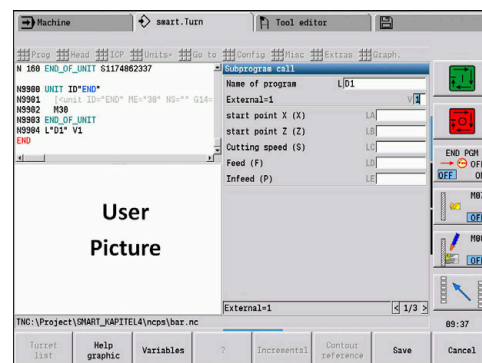 Machine
smart.Turn
Tool editor
Prog Head ICP Units- Go to Config Misc Extras Graph.
N 160 END_OF_UNIT S1174862337
N9900 UNIT ID"END"
N9901 [<unit ID="END" ME="30" NS="" G14=
N9902 M30
N9903 END_OF_UNIT
N9904 L"D1" V1
END
Subprogram call
Name of program L D1
External=1 V 1
start point X (X) LA
start point Z (Z) LB
Cutting speed (S) LC
Feed (F) LD
Infeed (P) LE
User
Picture
External=1 < 1/3 >
TNC:\Project\SMART_KAPITEL4\ncps\bar.nc
END PGM
OFF
09:37
Turret
list
Help
graphic
Variables
?
Incremental
Contour
reference
Save
Cancel